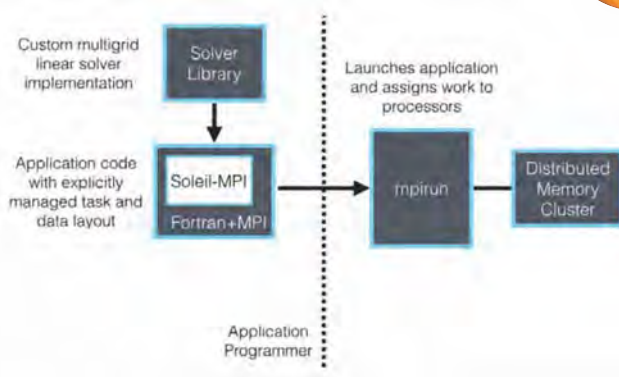 Custom multigrid
linear solver
implementation
Solver
Library
Launches application
and assigns work to
processors
Application code
with explicitly
managed task and
data layout
Soleil-MPI
Fortran+MPI
mpirun
Distributed
Memory
Cluster
Application
Programmer